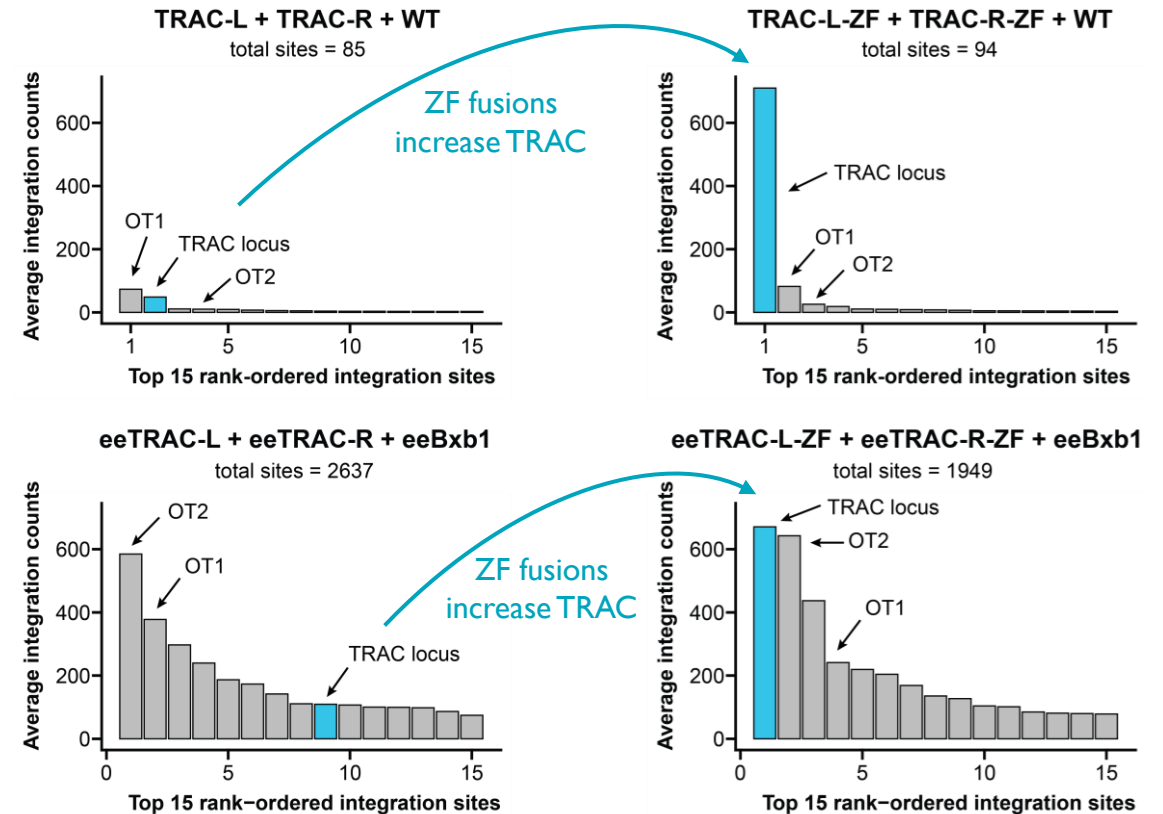 TRAC-L + TRAC-R + WT
total sites = 85
Average integration counts
600
400
200
0
OT1
TRAC locus
OT2
1
5
10
15
Top 15 rank-ordered integration sites
ZF fusions
increase TRAC
TRAC-L-ZF + TRAC-R-ZF + WT
total sites = 94
Average integration counts
600
400
200
0
TRAC locus
OT1
OT2
1
5
10
15
Top 15 rank-ordered integration sites
eeTRAC-L + eeTRAC-R + eeBxb1
total sites = 2637
Average integration counts
600
400
200
0
OT2
OT1
TRAC locus
0
5
10
15
Top 15 rank−ordered integration sites
ZF fusions
increase TRAC
eeTRAC-L-ZF + eeTRAC-R-ZF + eeBxb1
total sites = 1949
Average integration counts
600
400
200
0
TRAC locus
OT2
OT1
0
5
10
15
Top 15 rank−ordered integration sites